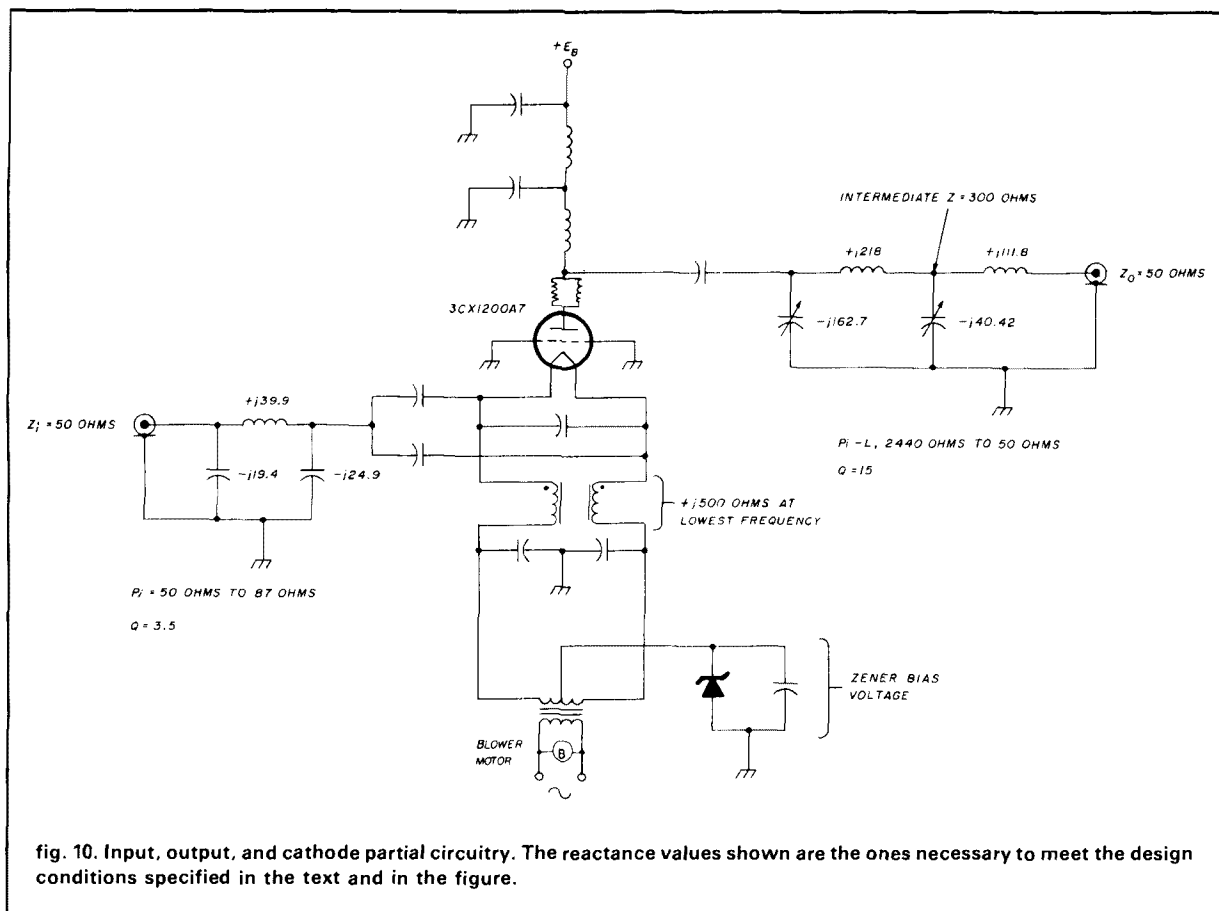 +E_B
INTERMEDIATE Z = 300 OHMS
+j218
+j111.8
Z_O = 50 OHMS
3CX1200A7
-j162.7
-j40.42
+j39.9
Z_i = 50 OHMS
-j19.4
-j24.9
Pi-L, 2440 OHMS TO 50 OHMS
Q = 15
+j500 OHMS AT
LOWEST FREQUENCY
Pi = 50 OHMS TO 87 OHMS
Q = 3.5
ZENER BIAS
VOLTAGE
BLOWER
MOTOR
B
fig. 10. Input, output, and cathode partial circuitry. The reactance values shown are the ones necessary to meet the design
conditions specified in the text and in the figure.